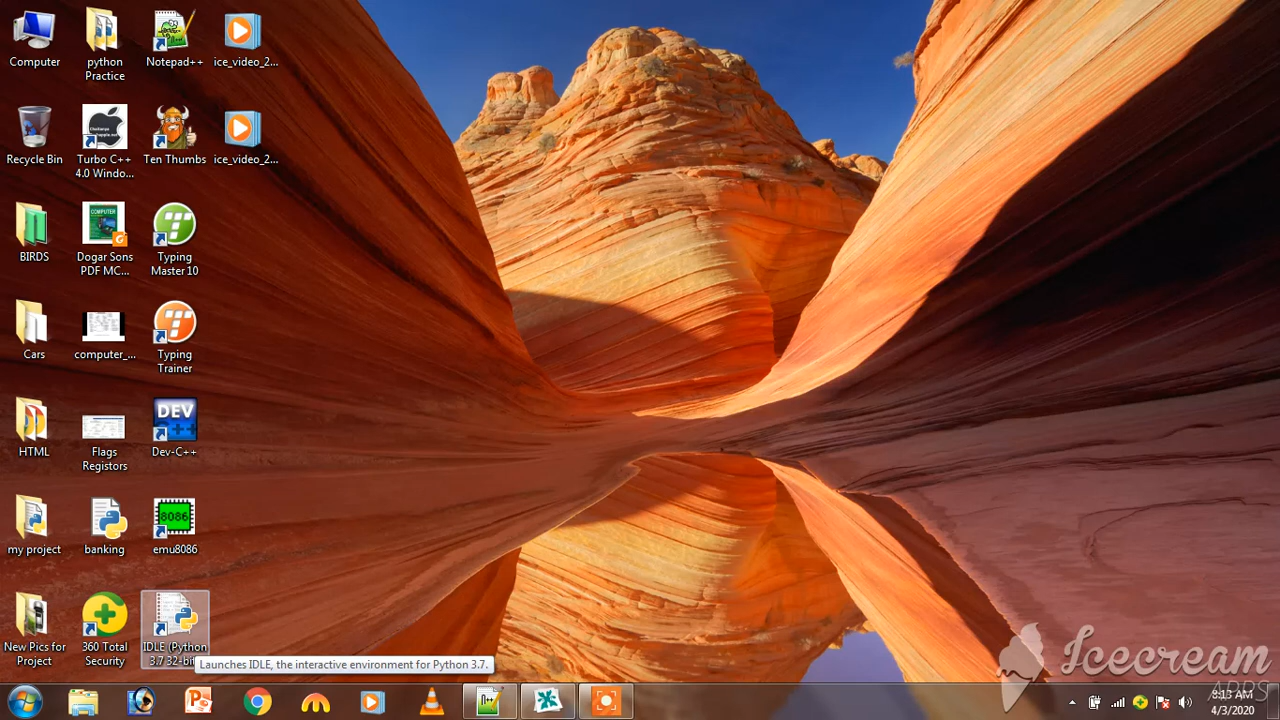 Computer
python
Practice
Notepad++
ice_video_2...
Recycle Bin
Challenge
Turbo C++
4.0 Windo...
Ten Thumbs
ice_video_2...
BIRDS
COMPUTER
Dogar Sons
PDF MC...
Typing
Master 10
Cars
computer_...
Typing
Trainer
HTML
Flags
Registors
DEV
Dev-C++
my project
banking
8086
emu8086
New Pics for
Project
360 Total
Security
IDLE (Python
3.7 32-bit)
Launches IDLE, the interactive environment for Python 3.7.
Icecream
APPS
8:13 AM
4/3/2020